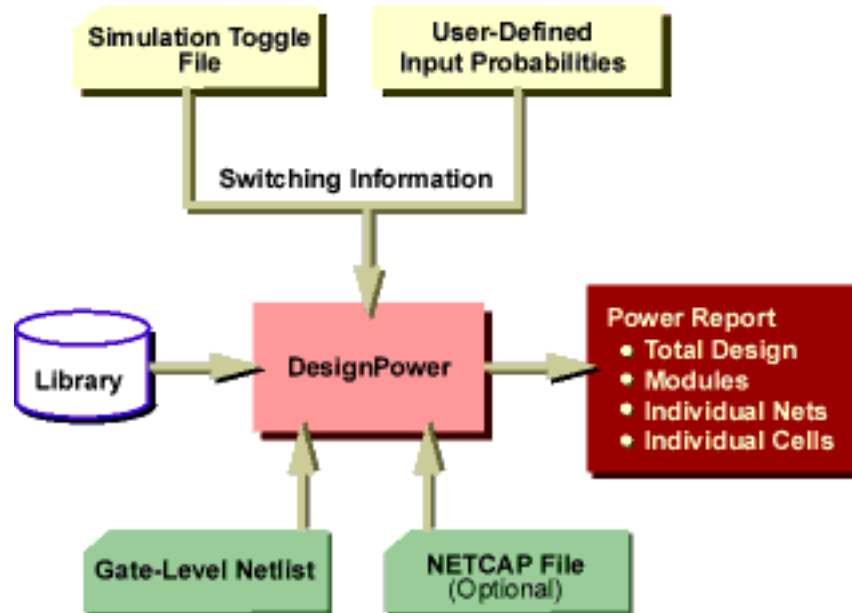 Simulation Toggle
File
User-Defined
Input Probabilities
Switching Information
Library
DesignPower
Power Report
• Total Design
• Modules
• Individual Nets
• Individual Cells
Gate-Level Netlist
NETCAP File
(Optional)